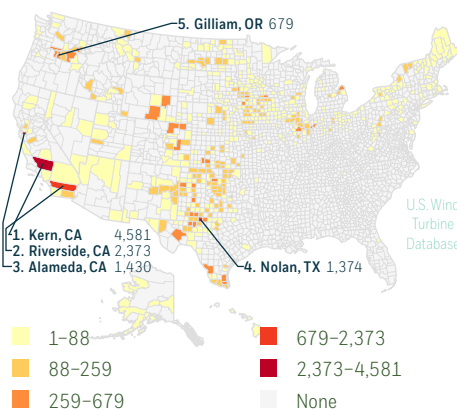 5. Gilliam, OR 679
U.S. Wind
Turbine
Database
1. Kern, CA 4,581
2. Riverside, CA 2,373
3. Alameda, CA 1,430
4. Nolan, TX 1,374
1–88
88–259
259–679
679–2,373
2,373–4,581
None